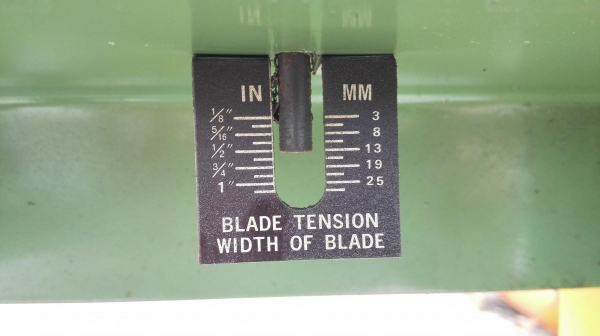 IN MM
1/8" 3
5/16" 8
1/2" 13
3/4" 19
1" 25
BLADE TENSION
WIDTH OF BLADE